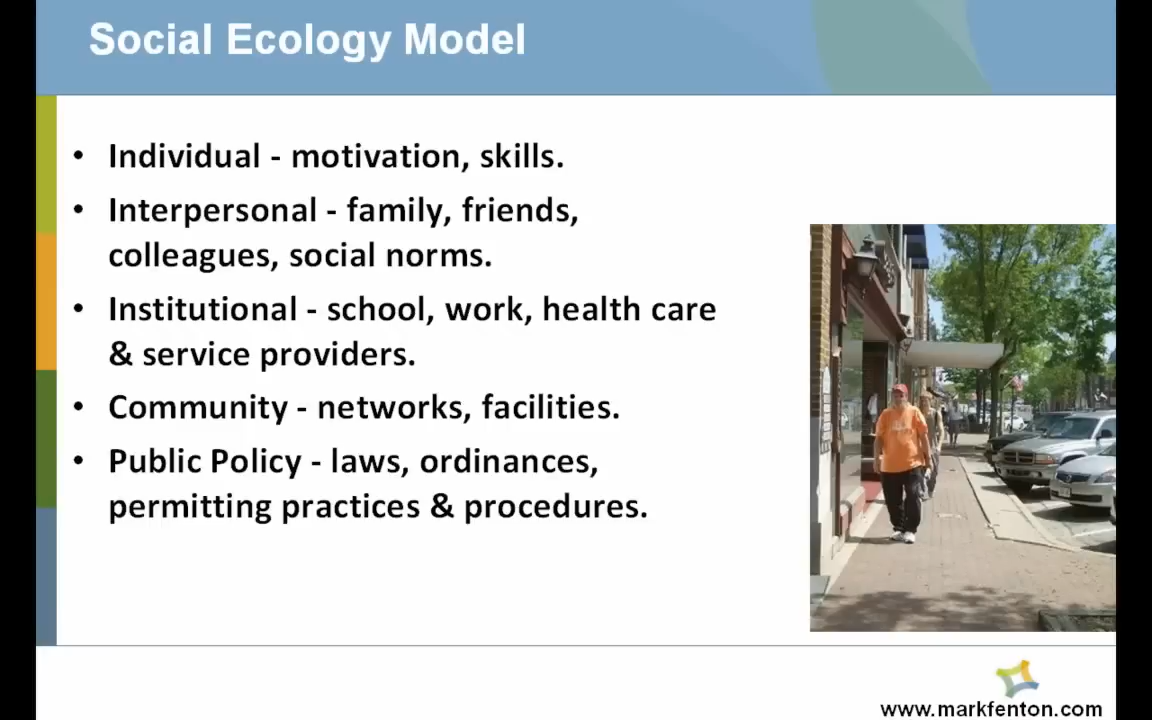 Social Ecology Model
• Individual - motivation, skills.
• Interpersonal - family, friends,
colleagues, social norms.
• Institutional - school, work, health care
& service providers.
• Community - networks, facilities.
• Public Policy - laws, ordinances,
permitting practices & procedures.
www.markfenton.com